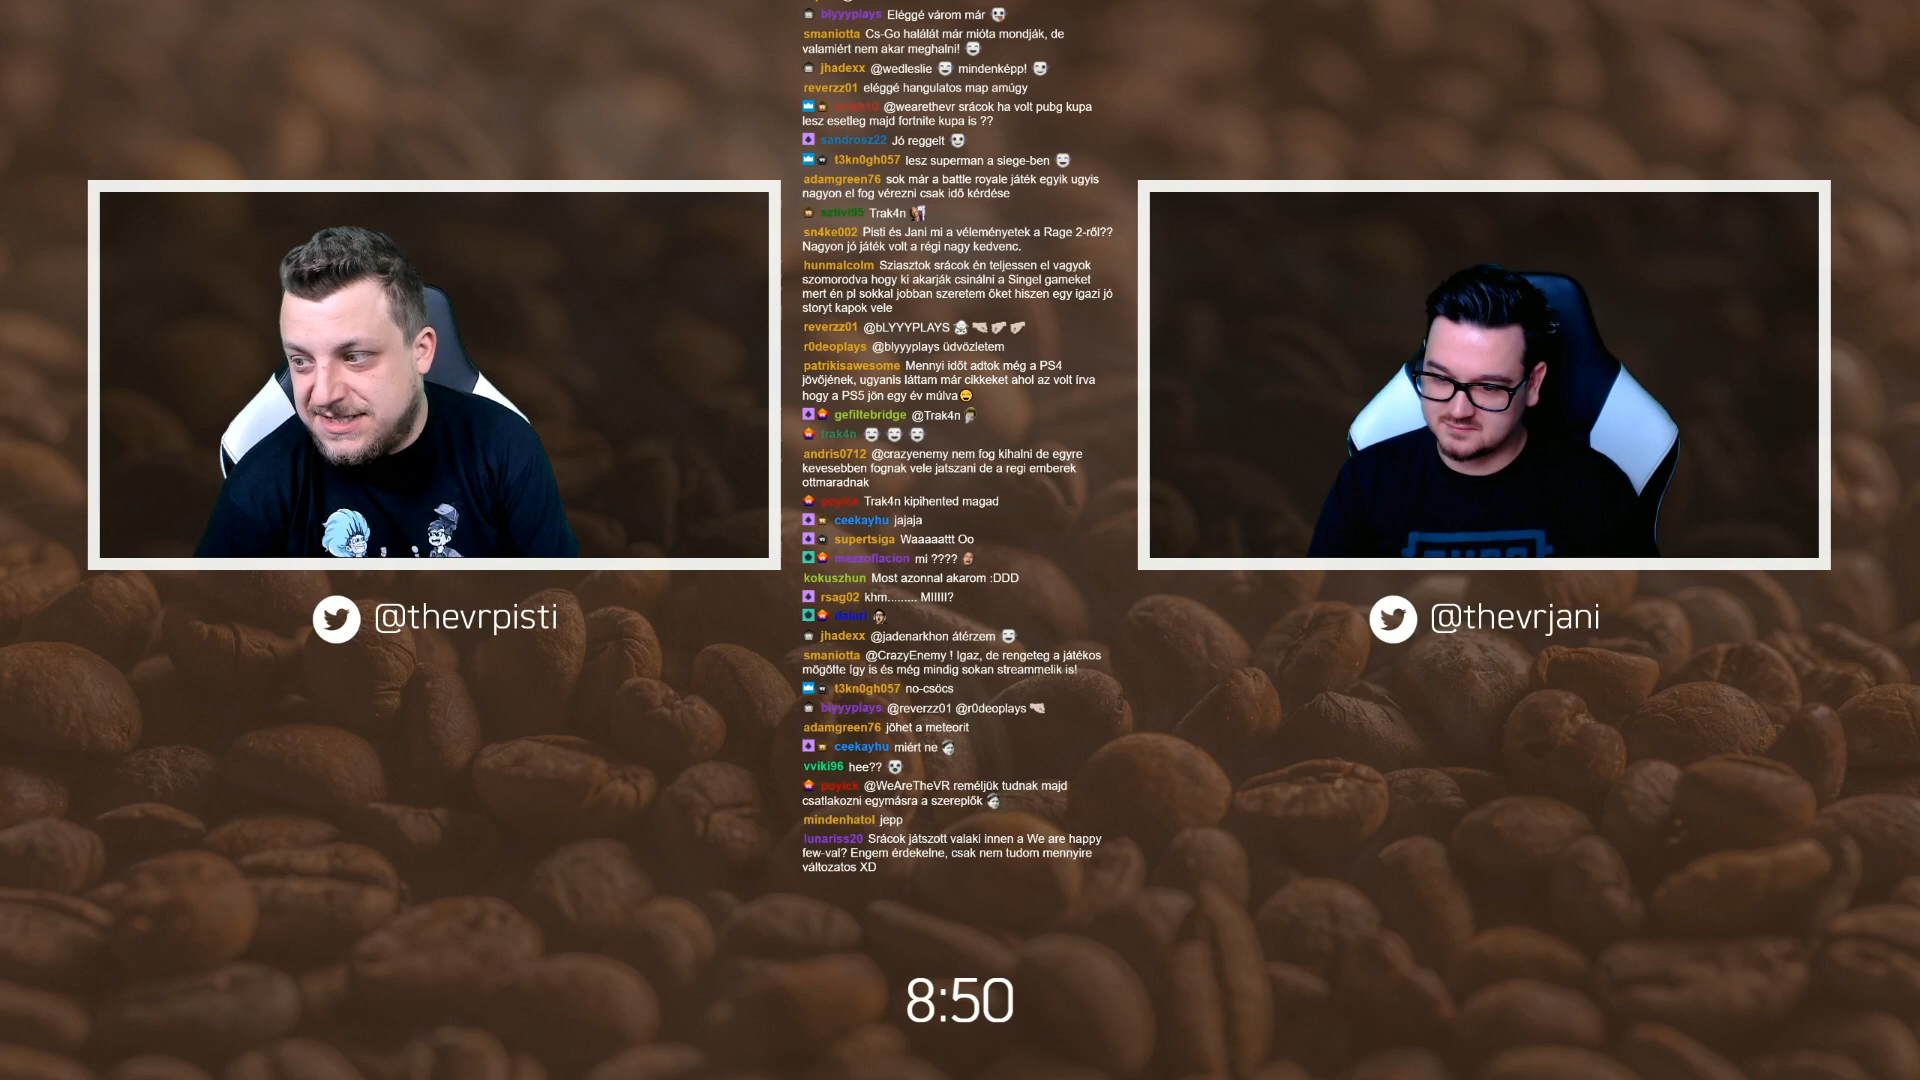 blyyyplays Eléggé várom már
smaniotta Cs-Go halálát már mióta mondják, de
valamiért nem akar meghalni!
jhadexx @wedleslie mindenképp!
reverzz01 eléggé hangulatos map amúgy
@wearethevr srácok ha volt pubg kupa
lesz esetleg majd fortnite kupa is ??
sandrosz22 Jó reggelt
t3kn0gh057 lesz superman a siege-ben
adamgreen76 sok már a battle royale játék egyik ugyis
nagyon el fog vérezni csak idő kérdése
sztivi95 Trak4n
sn4ke002 Pisti és Jani mi a véleményetek a Rage 2-ről??
Nagyon jó játék volt a régi nagy kedvenc.
hunmalcolm Sziasztok srácok én teljessen el vagyok
szomorodva hogy ki akarják csinálni a Singel gameket
mert én pl sokkal jobban szeretem őket hiszen egy igazi jó
storyt kapok vele
reverzz01 @bLYYYPLAYS
r0deoplays @blyyyplays üdvözletem
patrikisawesome Mennyi időt adtok még a PS4
jövőjének, ugyanis láttam már cikkeket ahol az volt írva
hogy a PS5 jön egy év múlva
gefiltebridge @Trak4n
trak4n
andris0712 @crazyenemy nem fog kihalni de egyre
kevesebben fognak vele jatszani de a regi emberek
ottmaradnak
poyick Trak4n kipihented magad
ceekayhu jajaja
supertsiga Waaaaattt Oo
mezzoflacion mi ????
kokuszhun Most azonnal akarom :DDD
rsag02 khm......... MIIIII?
jhadexx @jadenarkhon átérzem
smaniotta @CrazyEnemy ! Igaz, de rengeteg a játékos
mögötte így is és még mindig sokan streammelik is!
t3kn0gh057 no-csöcs
blyyyplays @reverzz01 @r0deoplays
adamgreen76 jöhet a meteorit
ceekayhu miért ne
vviki96 hee??
poyick @WeAreTheVR reméljük tudnak majd
csatlakozni egymásra a szereplők
mindenhatol jepp
lunariss20 Srácok játszott valaki innen a We are happy
few-val? Engem érdekelne, csak nem tudom mennyire
változatos XD
@thevrpisti
@thevrjani
8:50